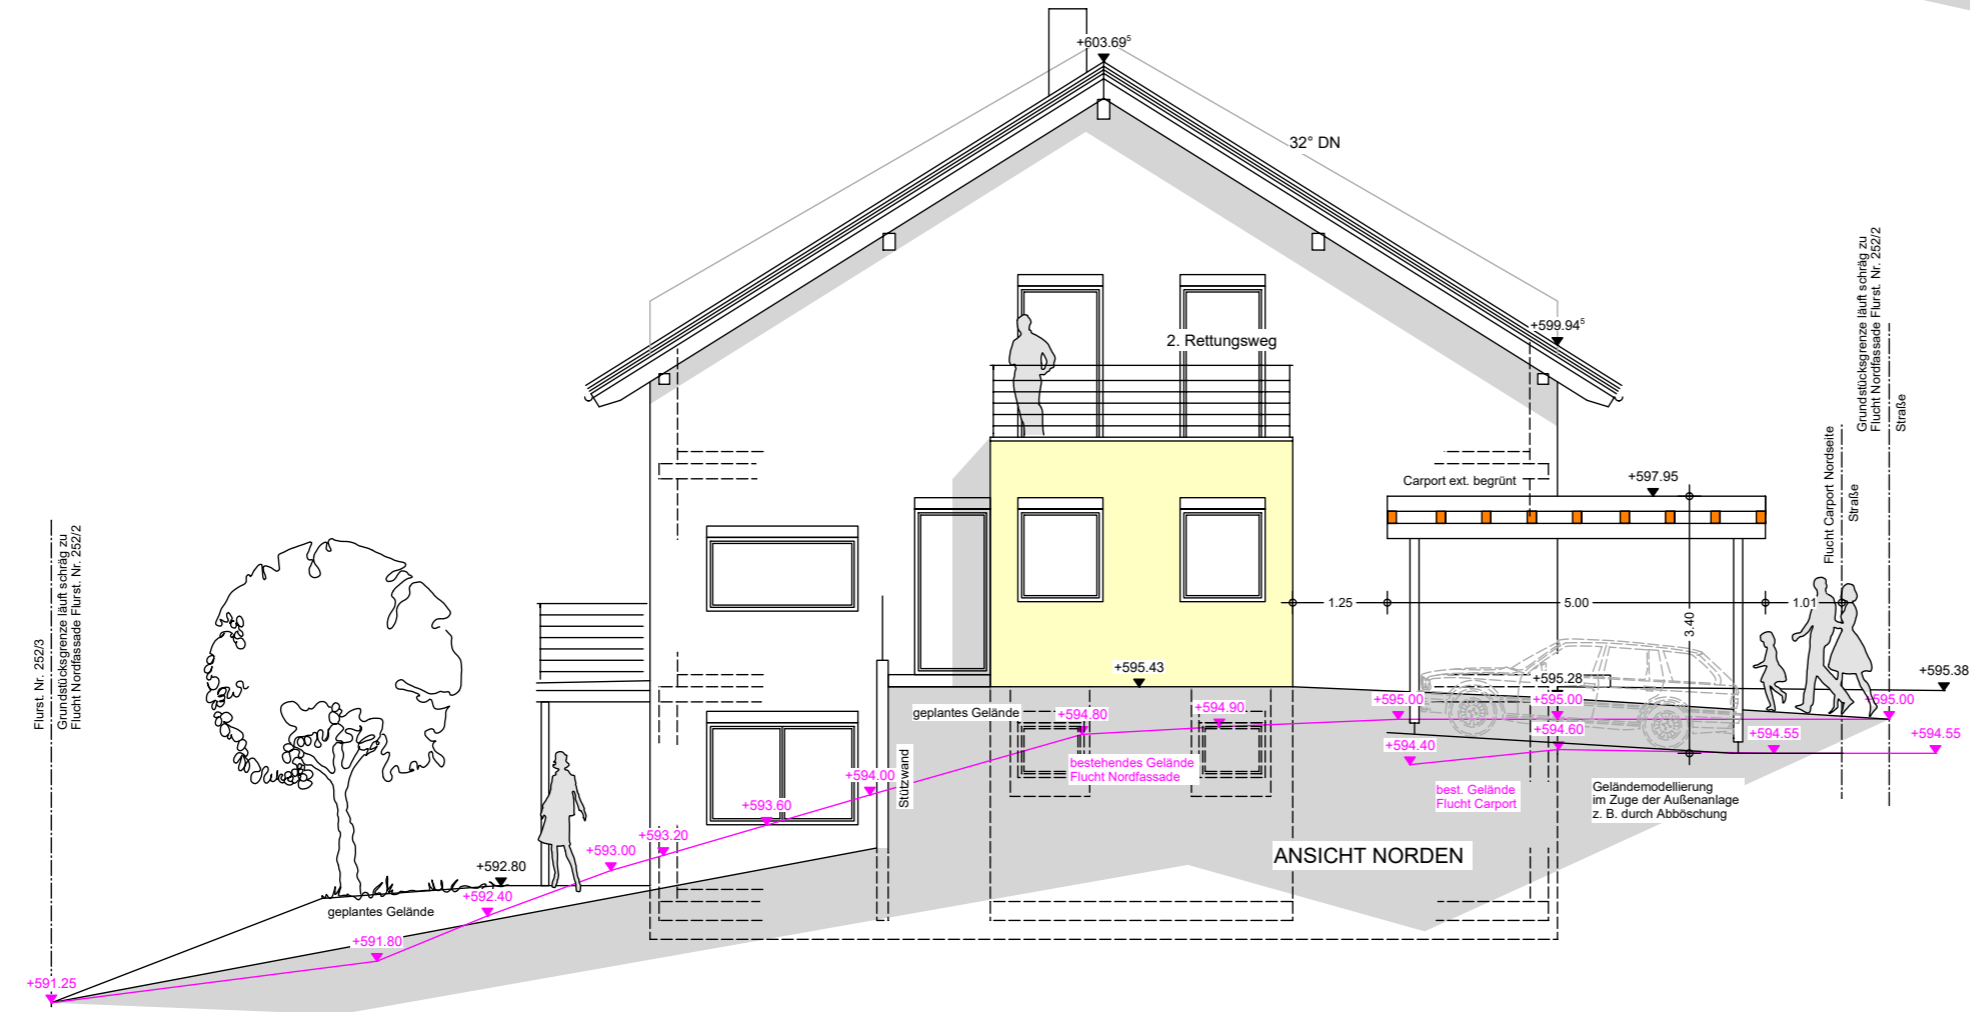 +603.69⁵
32° DN
+599.94⁵
2. Rettungsweg
Carport ext. begrünt
+597.95
Flucht Carport Nordseite
Straße
Grundstücksgrenze läuft schräg zu
Flucht Nordfassade Flurst. Nr. 252/2
Straße
Flurst. Nr. 252/3
Grundstücksgrenze läuft schräg zu
Flucht Nordfassade Flurst. Nr. 252/2
1.25
5.00
1.01
3.40
+595.43
+595.28
+595.38
geplantes Gelände
+594.80
+594.90
+595.00
+595.00
+595.00
+594.40
+594.60
+594.55
+594.55
bestehendes Gelände
Flucht Nordfassade
Stützwand
+594.00
+593.60
+593.20
+593.00
best. Gelände
Flucht Carport
Geländemodellierung
im Zuge der Außenanlage
z. B. durch Abböschung
ANSICHT NORDEN
+592.80
+592.40
geplantes Gelände
+591.80
+591.25